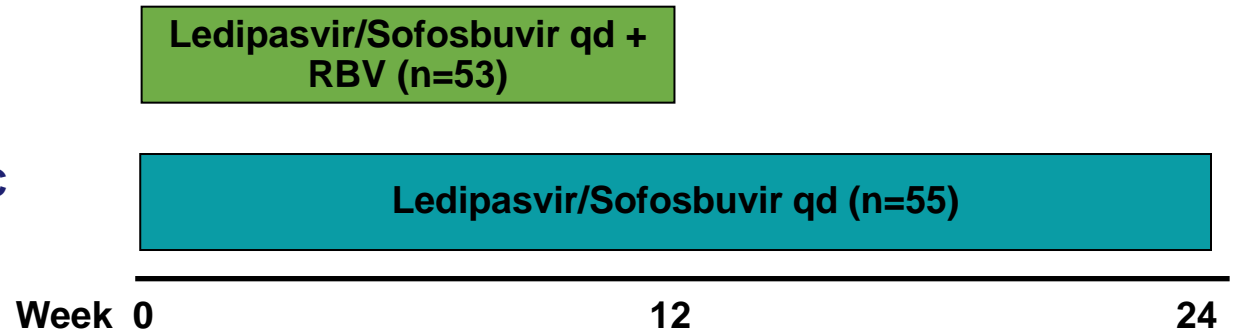 Ledipasvir/Sofosbuvir qd +
RBV (n=53)
C
Ledipasvir/Sofosbuvir qd (n=55)
Week 0 12 24